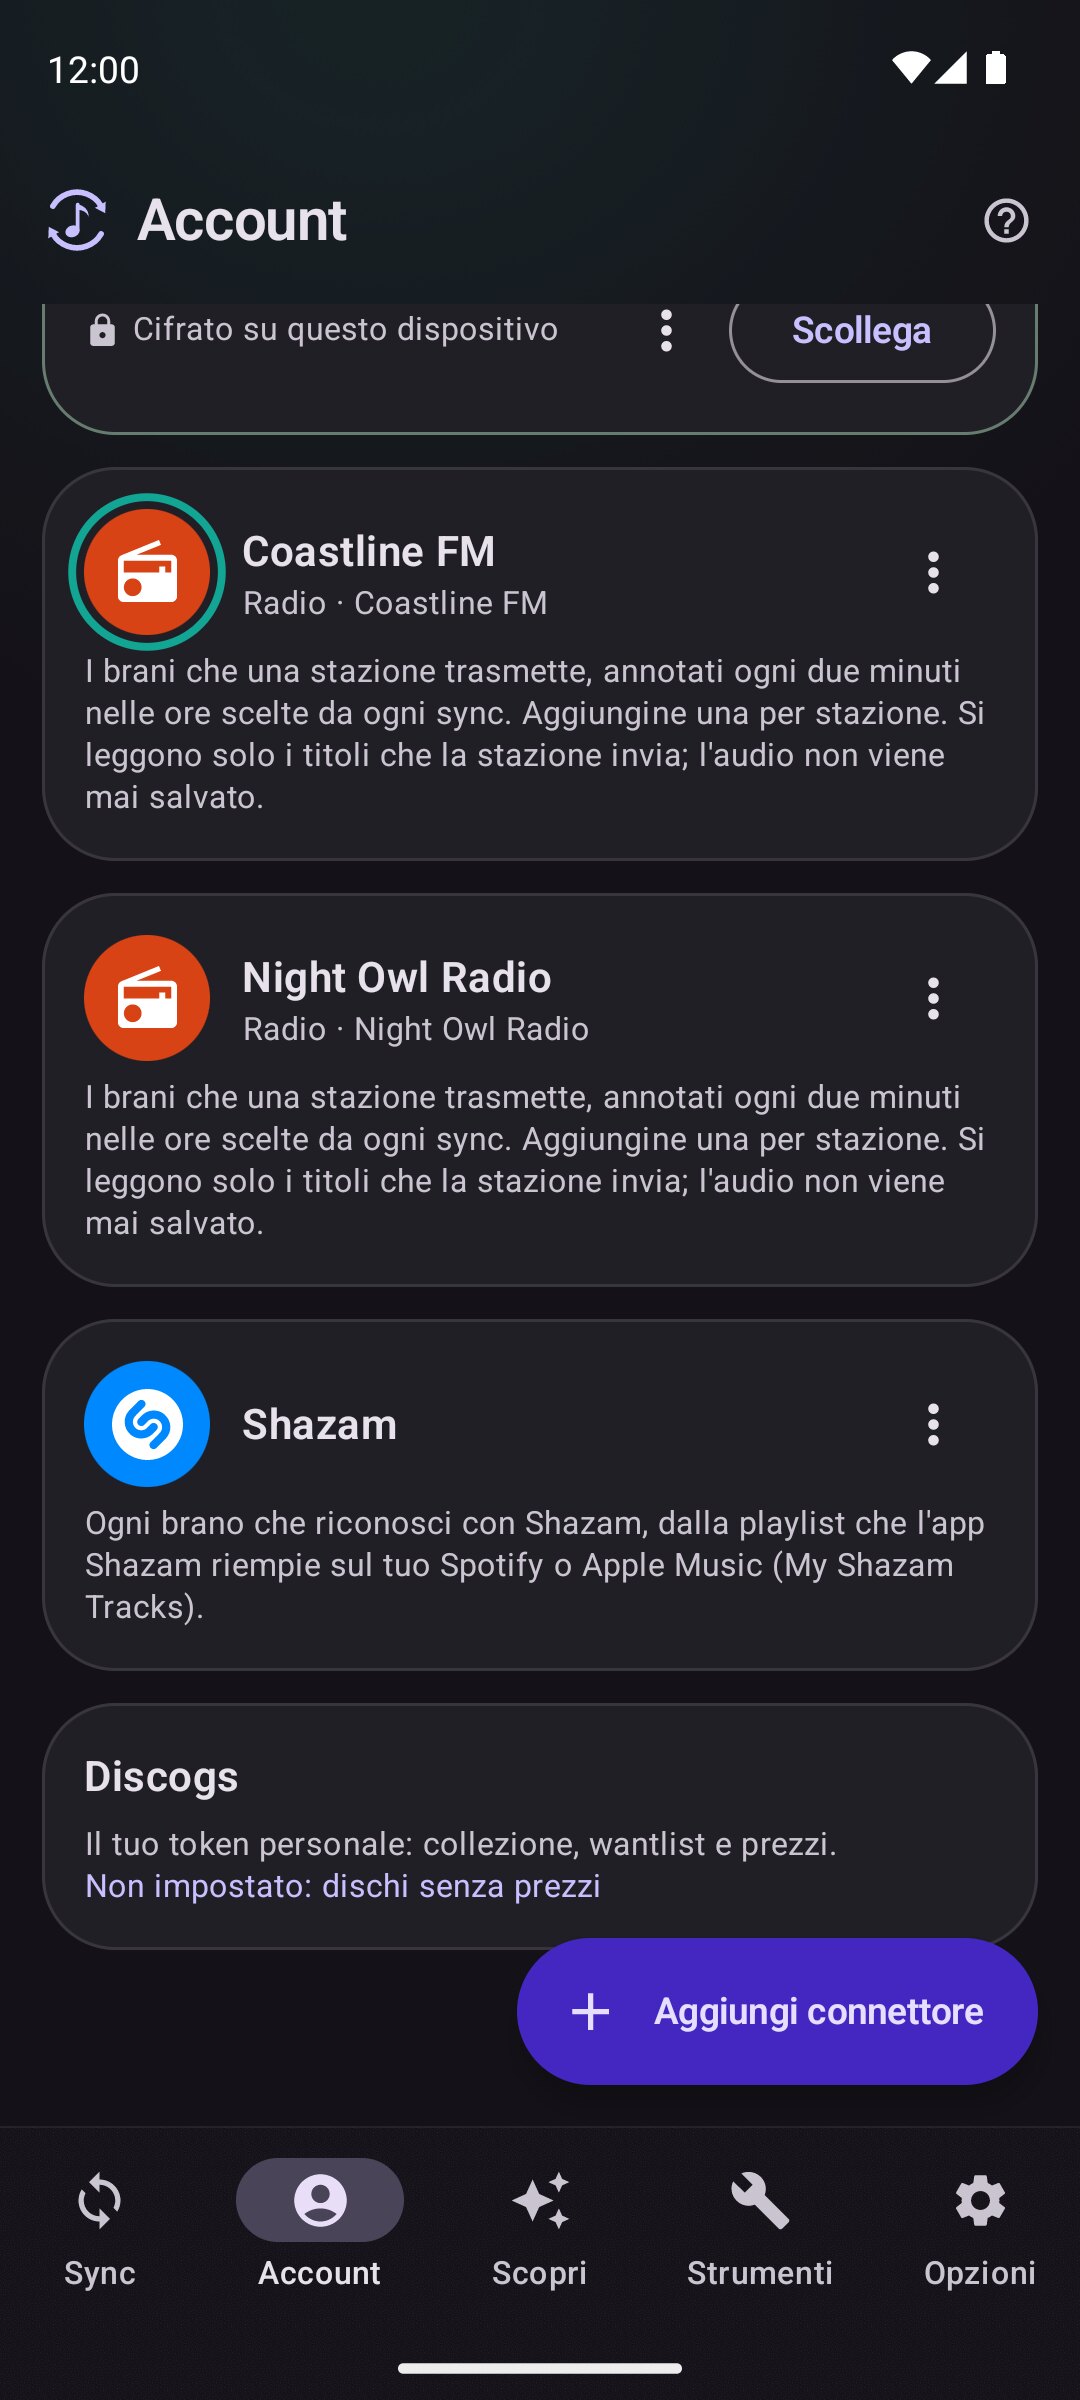 12:00
Account
Cifrato su questo dispositivo
Scollega
Coastline FM
Radio · Coastline FM
I brani che una stazione trasmette, annotati ogni due minuti
nelle ore scelte da ogni sync. Aggiungine una per stazione. Si
leggono solo i titoli che la stazione invia; l'audio non viene
mai salvato.
Night Owl Radio
Radio · Night Owl Radio
I brani che una stazione trasmette, annotati ogni due minuti
nelle ore scelte da ogni sync. Aggiungine una per stazione. Si
leggono solo i titoli che la stazione invia; l'audio non viene
mai salvato.
Shazam
Ogni brano che riconosci con Shazam, dalla playlist che l'app
Shazam riempie sul tuo Spotify o Apple Music (My Shazam
Tracks).
Discogs
Il tuo token personale: collezione, wantlist e prezzi.
Non impostato: dischi senza prezzi
Aggiungi connettore
Sync
Account
Scopri
Strumenti
Opzioni